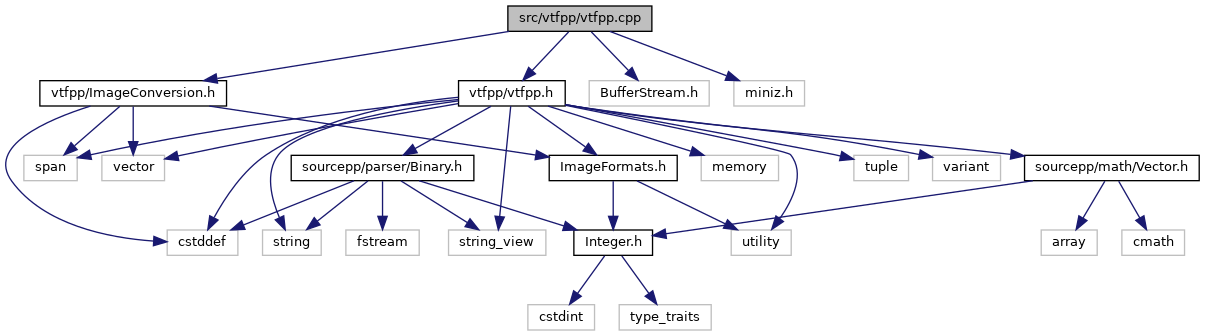 src/vtfpp/vtfpp.cpp
vtfpp/ImageConversion.h
vtfpp/vtfpp.h
BufferStream.h
miniz.h
span
vector
sourcepp/parser/Binary.h
ImageFormats.h
memory
tuple
variant
sourcepp/math/Vector.h
cstddef
string
fstream
string_view
Integer.h
utility
array
cmath
cstdint
type_traits